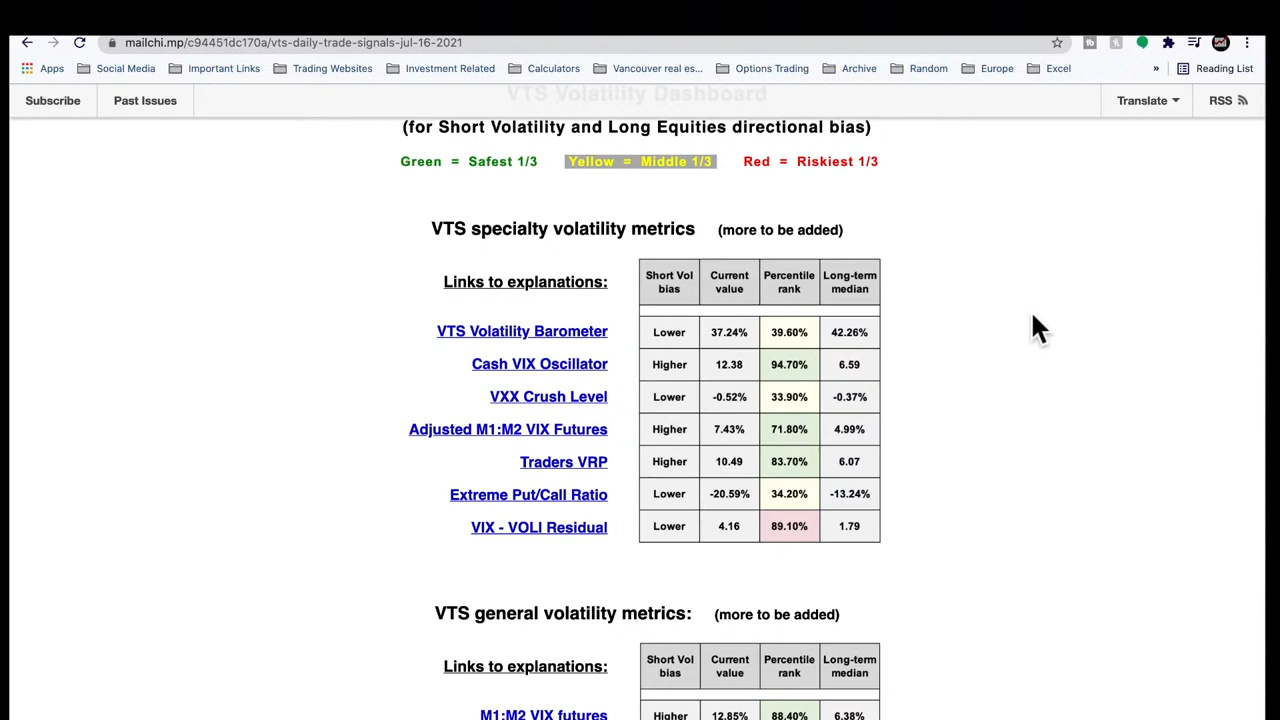 mailchi.mp/c94451dc170a/vts-daily-trade-signals-jul-16-2021
Apps Social Media Important Links Trading Websites Investment Related Calculators Vancouver real es... Options Trading Archive Random Europe Excel » Reading List
Subscribe Past Issues Translate RSS
VTS Volatility Dashboard
(for Short Volatility and Long Equities directional bias)
Green = Safest 1/3 Yellow = Middle 1/3 Red = Riskiest 1/3
VTS specialty volatility metrics (more to be added)
Links to explanations: Short Vol bias Current value Percentile rank Long-term median
VTS Volatility Barometer Lower 37.24% 39.60% 42.26%
Cash VIX Oscillator Higher 12.38 94.70% 6.59
VXX Crush Level Lower -0.52% 33.90% -0.37%
Adjusted M1:M2 VIX Futures Higher 7.43% 71.80% 4.99%
Traders VRP Higher 10.49 83.70% 6.07
Extreme Put/Call Ratio Lower -20.59% 34.20% -13.24%
VIX - VOLI Residual Lower 4.16 89.10% 1.79
VTS general volatility metrics: (more to be added)
Links to explanations: Short Vol bias Current value Percentile rank Long-term median
M1:M2 VIX futures Higher 12.85% 88.40% 6.38%